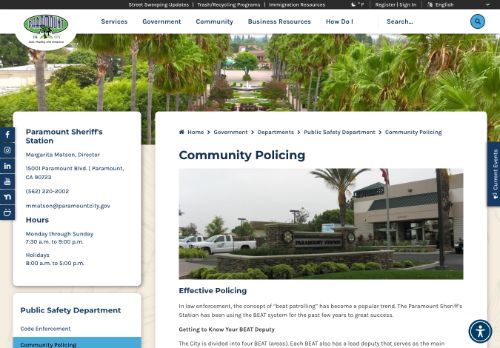 Street Sweeping Updates | Trash/Recycling Programs | Immigration Resources
° F | Register | Sign In | English
PARAMOUNT
Services Government Community Business Resources How Do I Search...
Paramount Sheriff's
Station
Margarita Matson, Director
15001 Paramount Blvd. | Paramount,
CA 90723
(562) 220-2002
mmatson@paramountcity.gov
Hours
Monday through Sunday
7:30 a.m. to 9:00 p.m.
Holidays
8:00 a.m. to 5:00 p.m.
Public Safety Department
Code Enforcement
Community Policing
Home > Government > Departments > Public Safety Department > Community Policing
Community Policing
PARAMOUNT STATION
Effective Policing
In law enforcement, the concept of “beat patrolling” has become a popular trend. The Paramount Sheriff's
Station has been using the BEAT system for the past few years to great success.
Getting to Know Your BEAT Deputy
The City is divided into four BEAT (areas). Each BEAT also has a lead deputy that serves as the main
Current Events